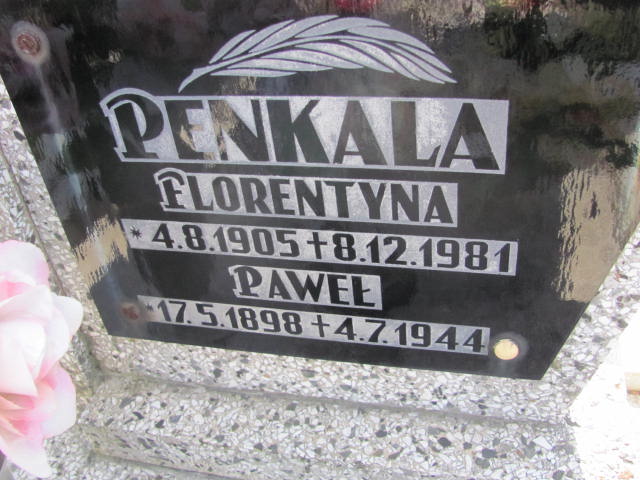 PENKALA
FLORENTYNA
* 4.8.1905 + 8.12.1981
PAWEŁ
* 17.5.1898 + 4.7.1944